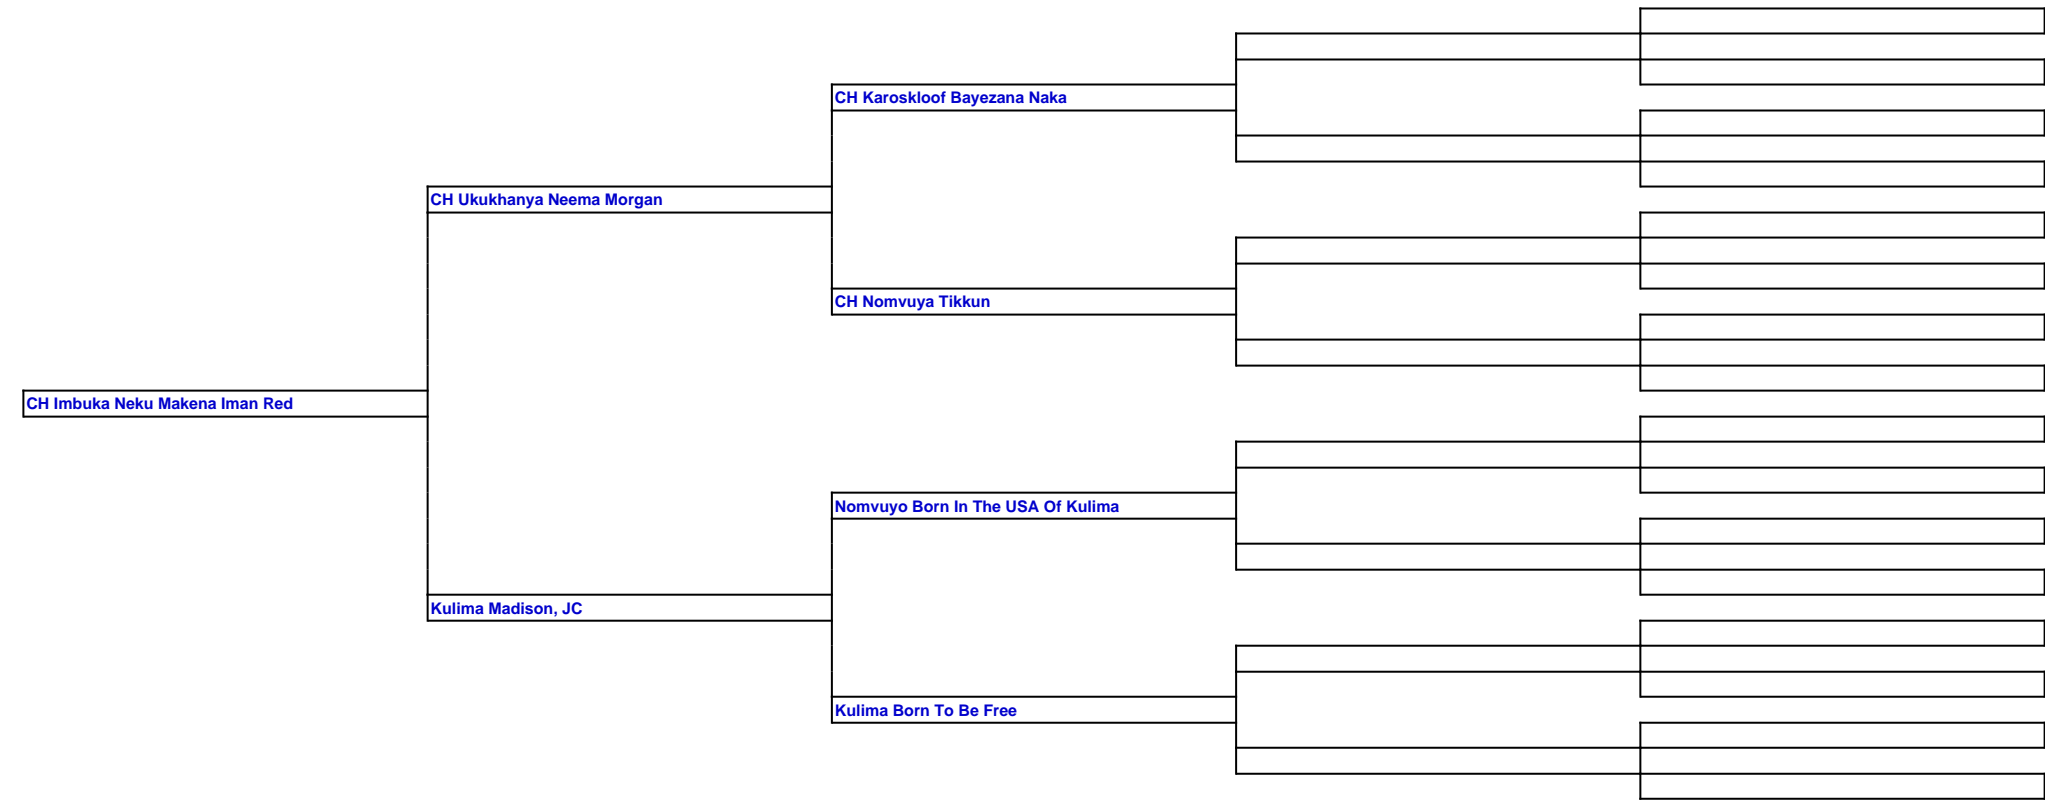 CH Karoskloof Bayezana Naka
CH Ukukhanya Neema Morgan
CH Nomvuya Tikkun
CH Imbuka Neku Makena Iman Red
Nomvuyo Born In The USA Of Kulima
Kulima Madison, JC
Kulima Born To Be Free